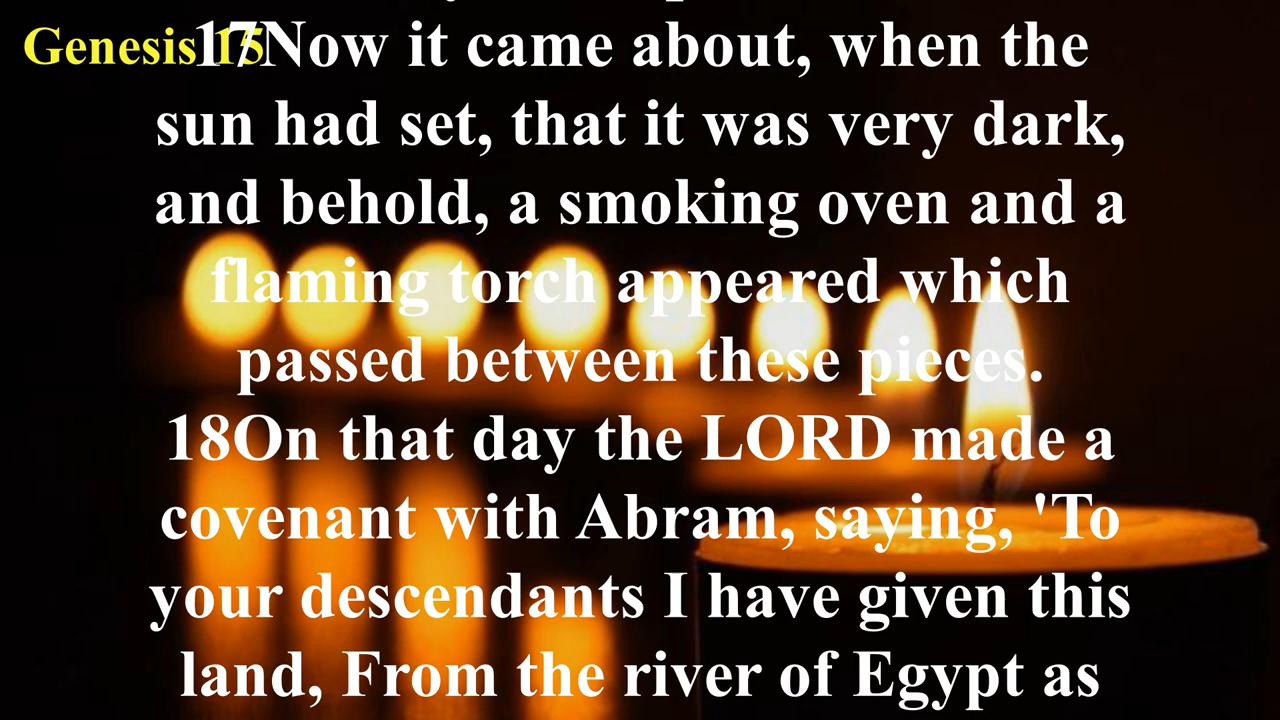 Genesis 15
17Now it came about, when the
sun had set, that it was very dark,
and behold, a smoking oven and a
flaming torch appeared which
passed between these pieces.
18On that day the LORD made a
covenant with Abram, saying, 'To
your descendants I have given this
land, From the river of Egypt as